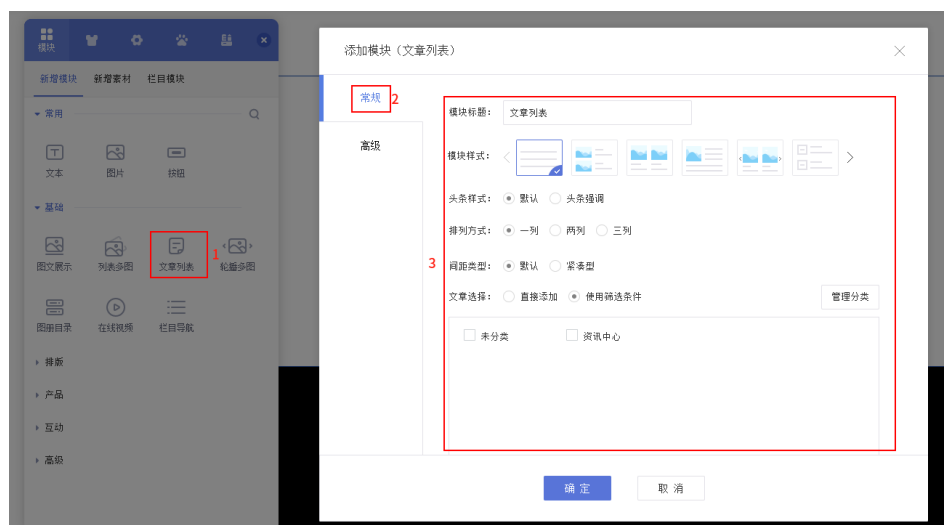 模块
新增模块 新增素材 栏目模块
常用
文本 图片 按钮
基础
1
图文展示 列表多图 文章列表 轮播多图
图册目录 在线视频 栏目导航
排版
产品
互动
高级
添加模块（文章列表）
常规 2
高级
模块标题： 文章列表
模块样式：
头条样式： 默认 头条强调
排列方式： 一列 两列 三列
3
间距类型： 默认 紧凑型
文章选择： 直接添加 使用筛选条件 管理分类
未分类 资讯中心
确定 取消